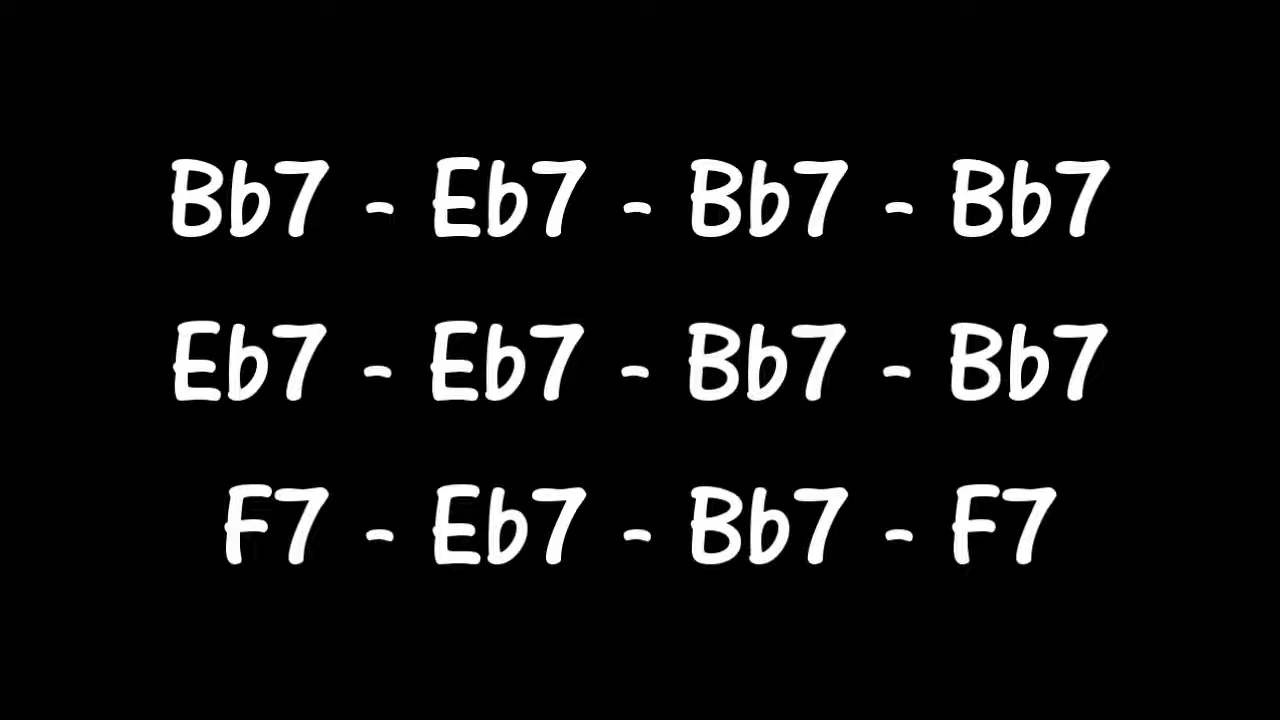 Bb7 - Eb7 - Bb7 - Bb7
Eb7 - Eb7 - Bb7 - Bb7
F7 - Eb7 - Bb7 - F7